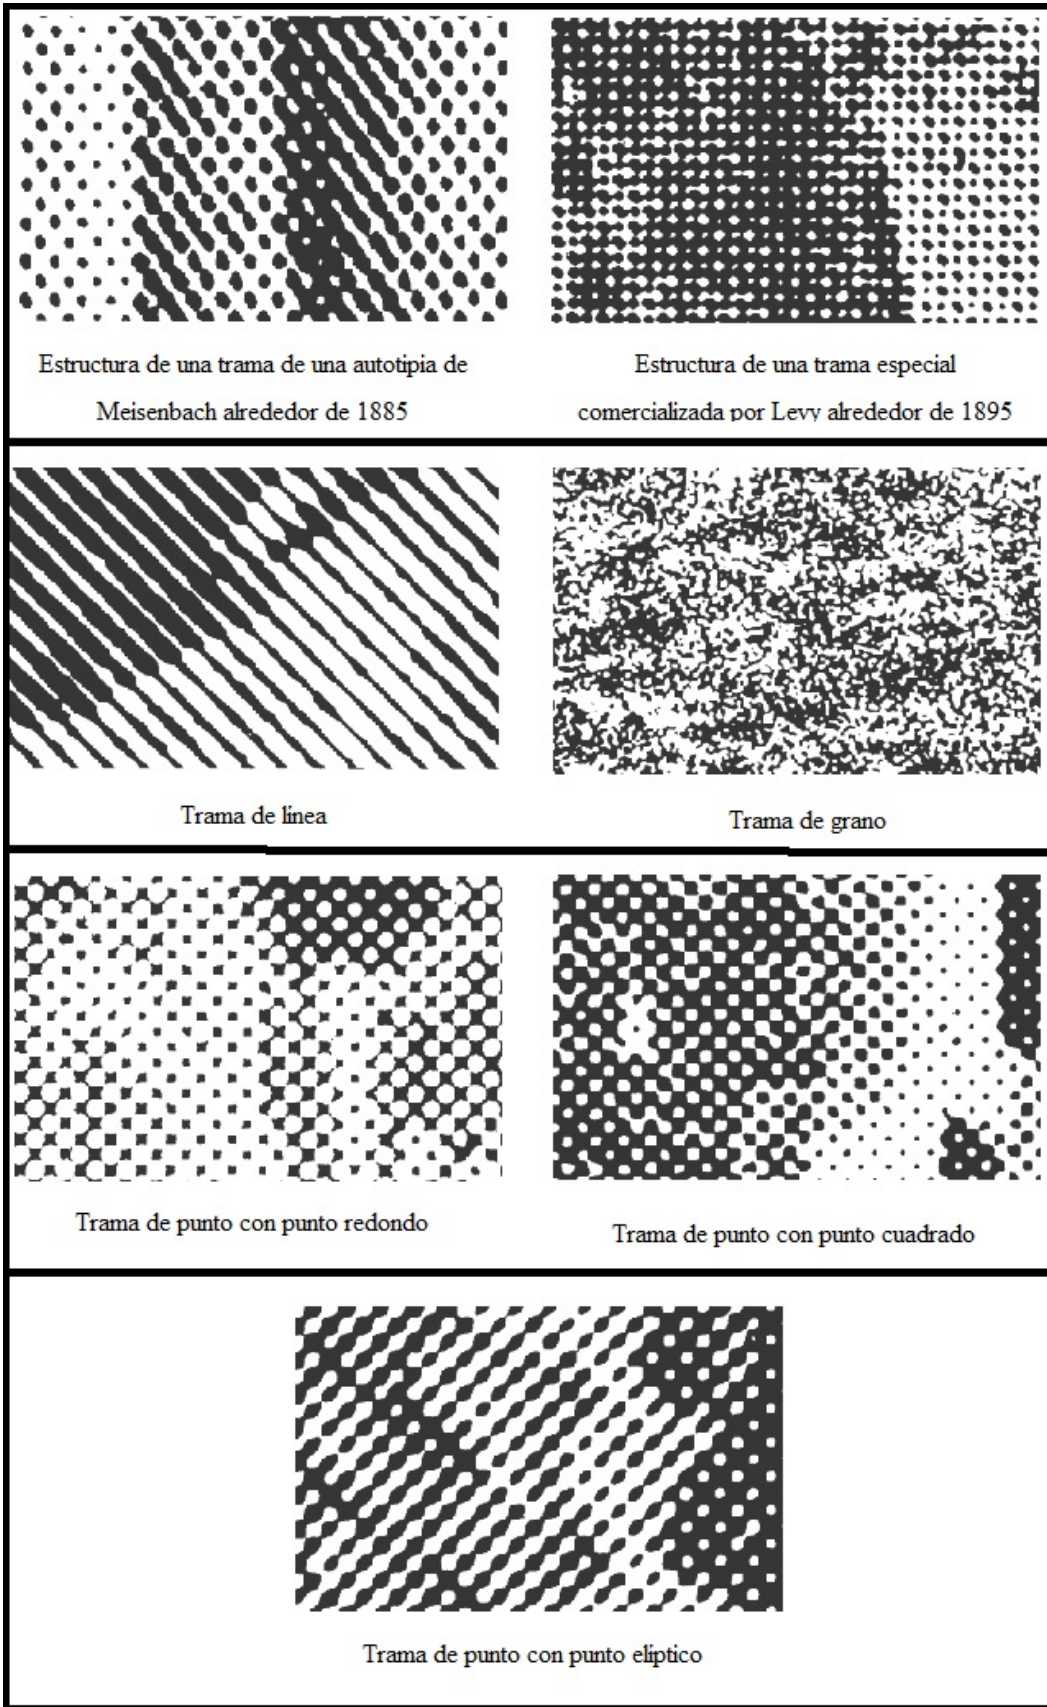 Estructura de una trama de una autotipia de
Meisenbach alrededor de 1885
Estructura de una trama especial
comercializada por Levy alrededor de 1895
Trama de línea
Trama de grano
Trama de punto con punto redondo
Trama de punto con punto cuadrado
Trama de punto con punto elíptico